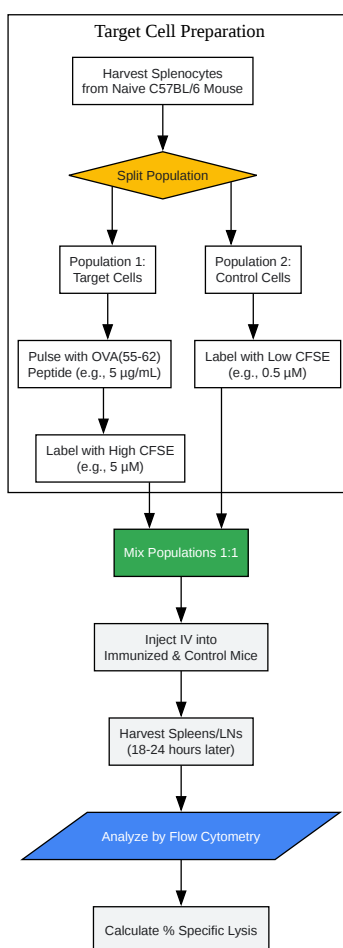 Target Cell Preparation
Harvest Splenocytes
from Naive C57BL/6 Mouse
Split Population
Population 1:
Target Cells
Population 2:
Control Cells
Pulse with OVA(55-62)
Peptide (e.g., 5 µg/mL)
Label with Low CFSE
(e.g., 0.5 µM)
Label with High CFSE
(e.g., 5 µM)
Mix Populations 1:1
Inject IV into
Immunized & Control Mice
Harvest Spleens/LNs
(18-24 hours later)
Analyze by Flow Cytometry
Calculate % Specific Lysis